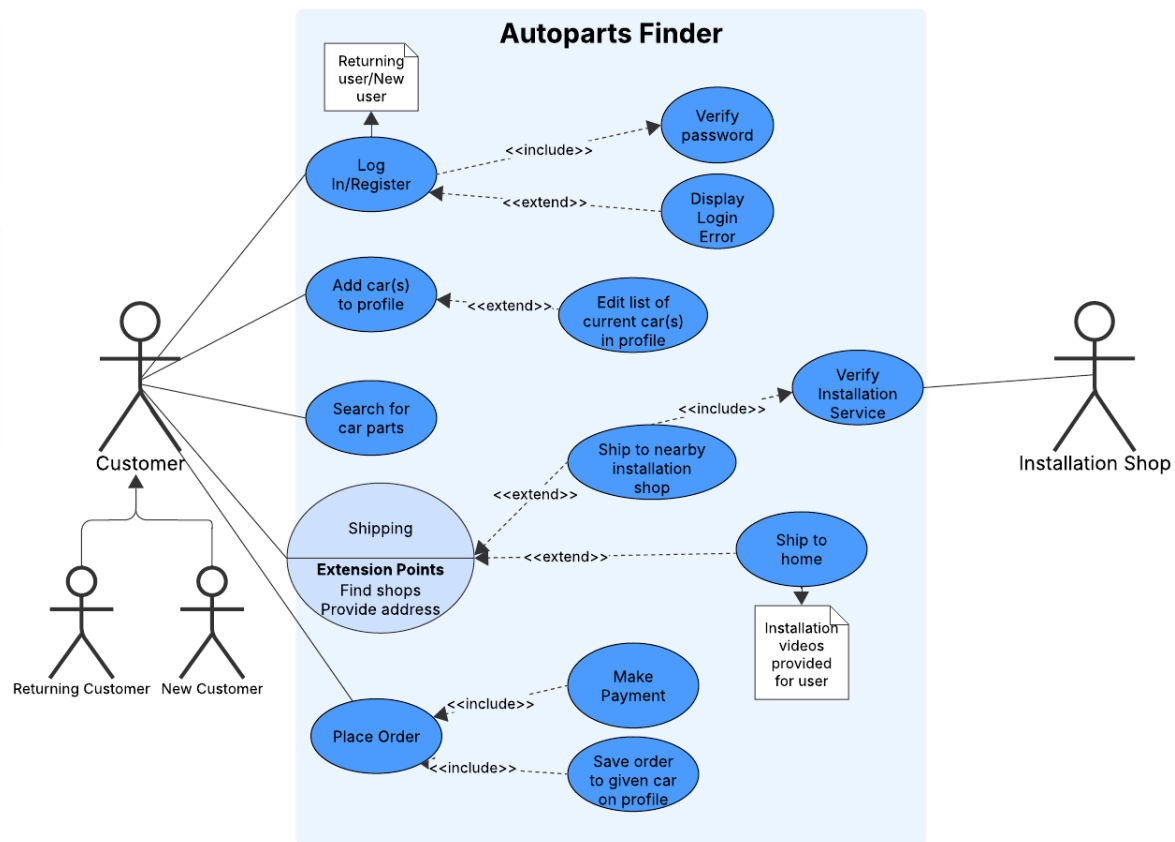 Autoparts Finder
Returning
user/New
user
Verify
password
<<include>>
Log
In/Register
<<extend>>
Display
Login
Error
Add car(s)
to profile
<<extend>>
Edit list of
current car(s)
in profile
Verify
Installation
Service
Search for
car parts
<<include>>
Ship to nearby
installation
shop
Customer
Installation Shop
<<extend>>
Shipping
Ship to
home
<<extend>>
Extension Points
Find shops
Provide address
Installation
videos
provided
for user
Returning Customer
New Customer
Make
Payment
<<include>>
Place Order
Save order
to given car
on profile
<<include>>